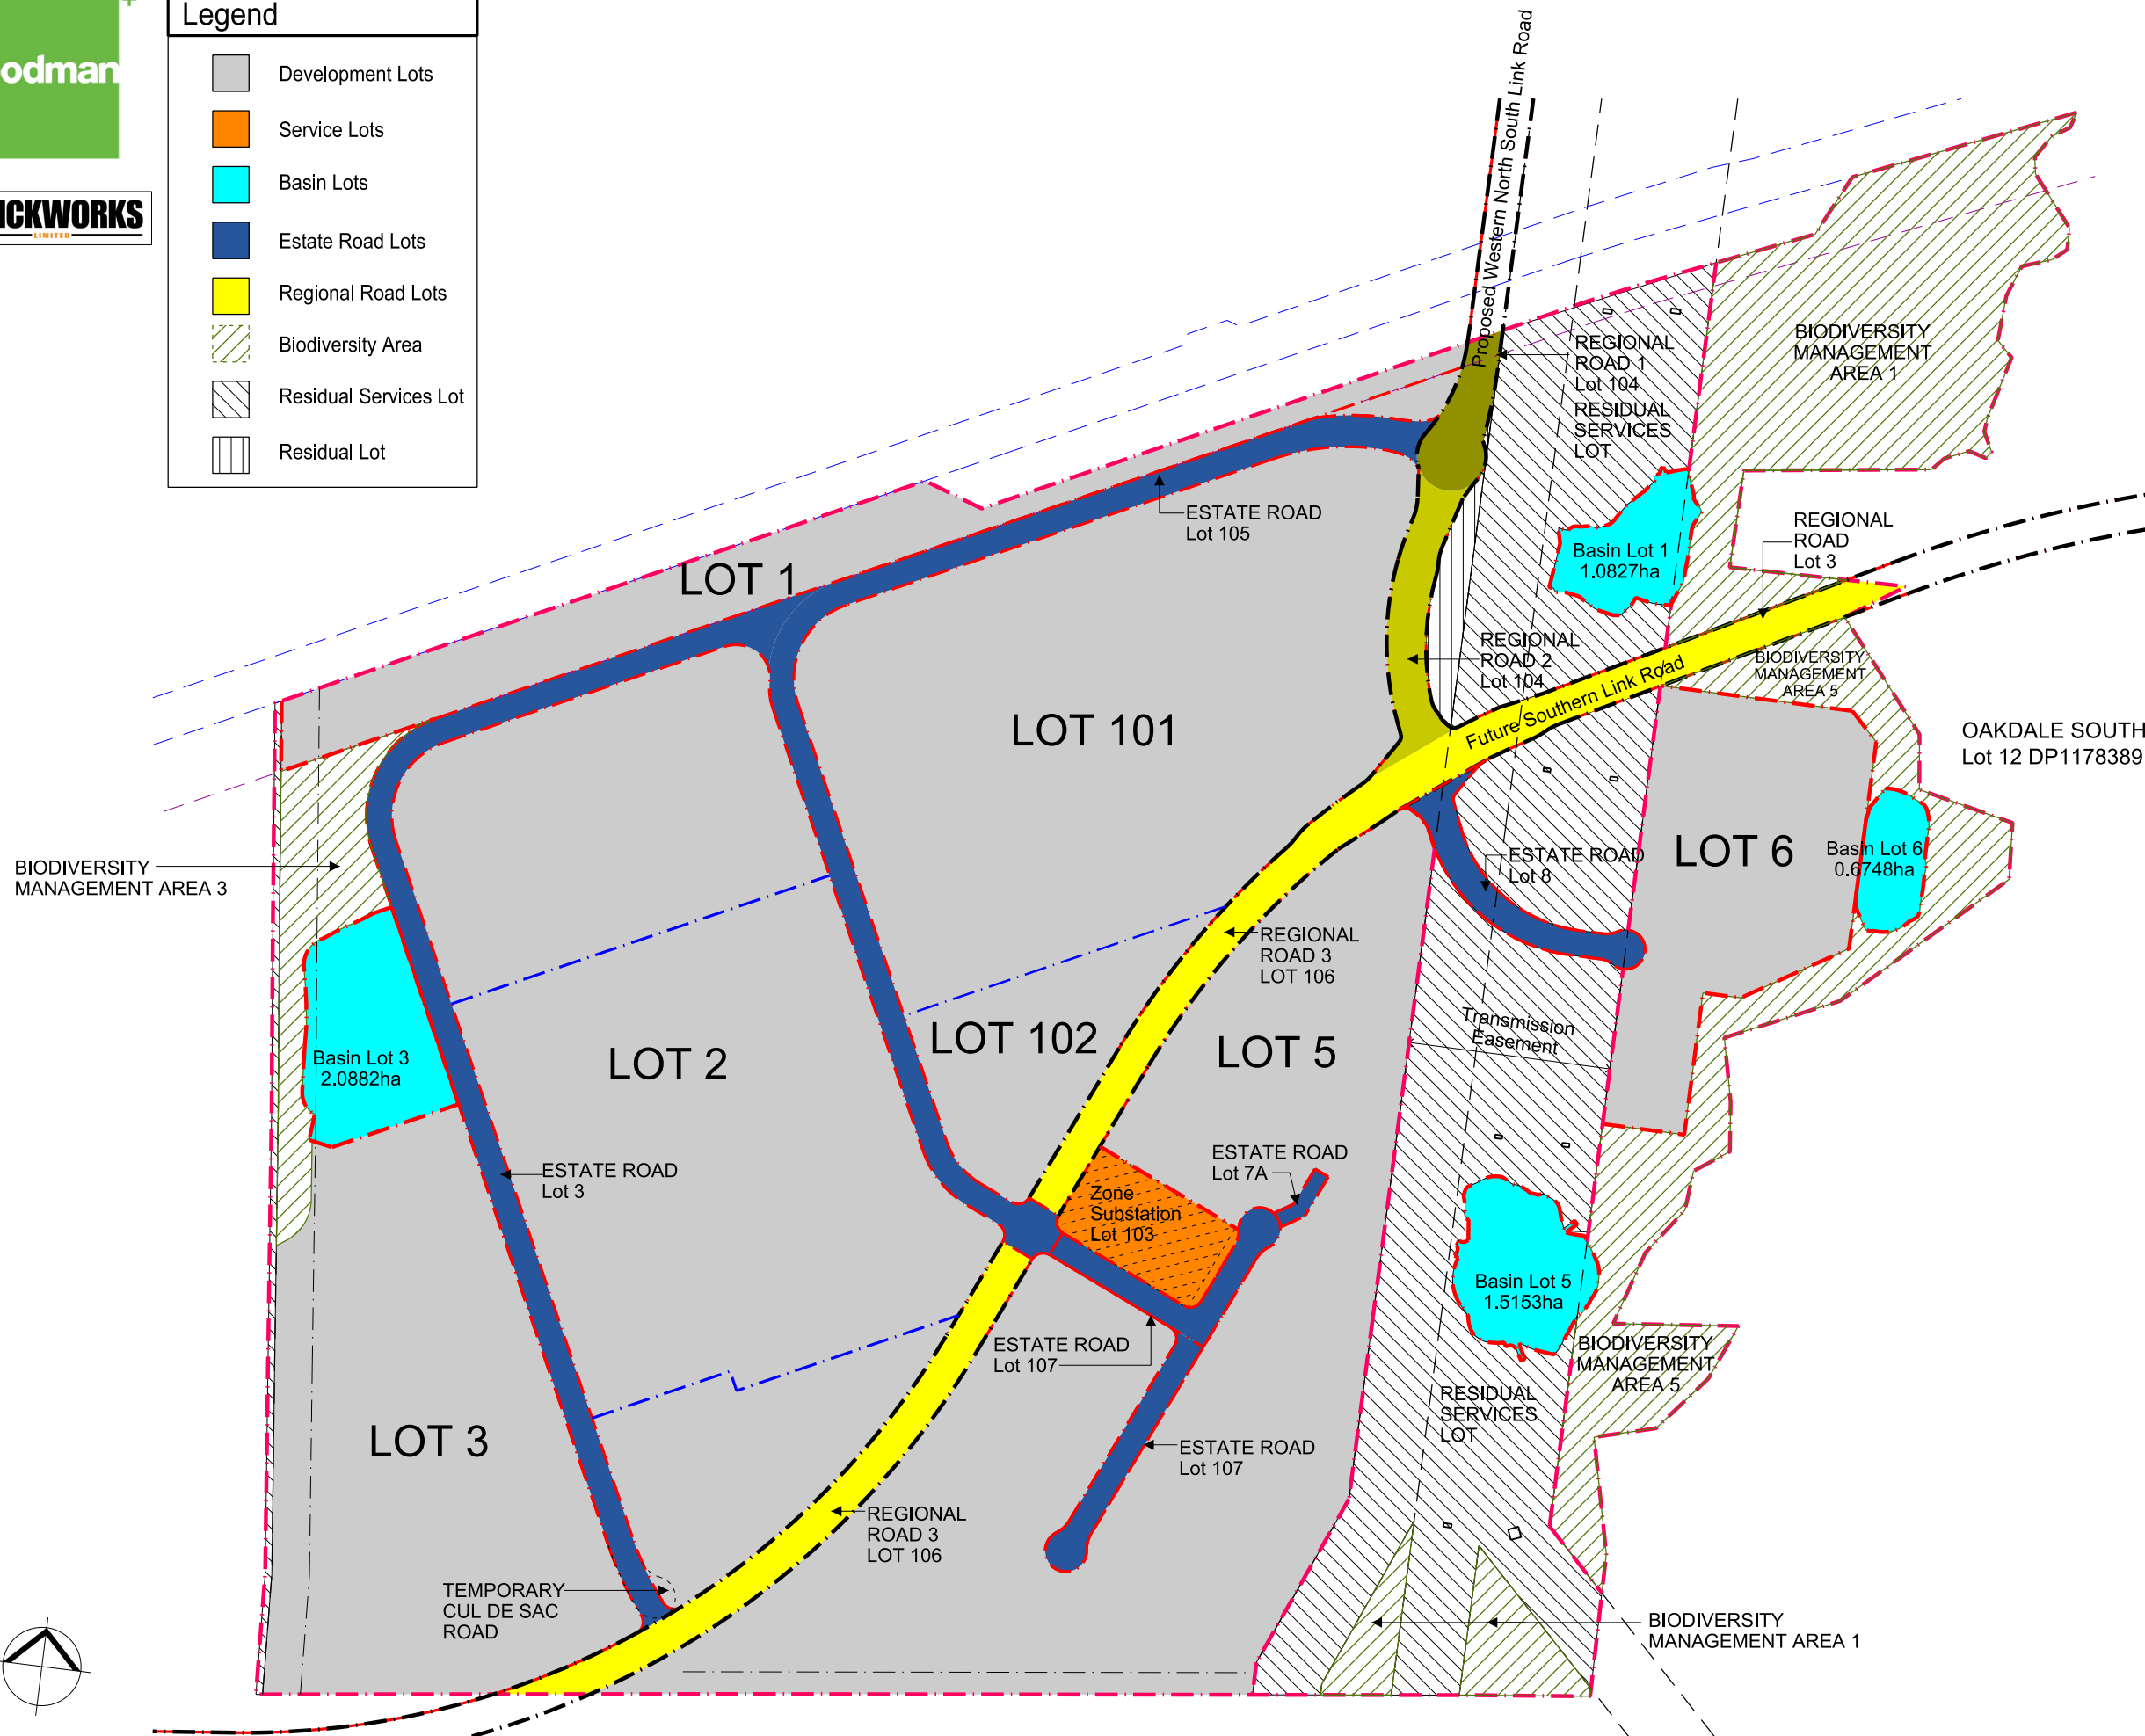 odman
ICKWORKS
LIMITED
Legend
Development Lots
Service Lots
Basin Lots
Estate Road Lots
Regional Road Lots
Biodiversity Area
Residual Services Lot
Residual Lot
Proposed Western North South Link Road
REGIONAL
ROAD 1
Lot 104
RESIDUAL
SERVICES
LOT
BIODIVERSITY
MANAGEMENT
AREA 1
ESTATE ROAD
Lot 105
Basin Lot 1
1.0827ha
REGIONAL
ROAD
Lot 3
LOT 1
REGIONAL
ROAD 2
Lot 104
BIODIVERSITY
MANAGEMENT
AREA 5
Future Southern Link Road
LOT 101
OAKDALE SOUTH
Lot 12 DP1178389
BIODIVERSITY
MANAGEMENT AREA 3
ESTATE ROAD
Lot 8
LOT 6
Basin Lot 6
0.6748ha
REGIONAL
ROAD 3
LOT 106
Basin Lot 3
2.0882ha
LOT 2
LOT 102
LOT 5
Transmission
Easement
ESTATE ROAD
Lot 3
ESTATE ROAD
Lot 7A
Zone
Substation
Lot 103
Basin Lot 5
1.5153ha
ESTATE ROAD
Lot 107
BIODIVERSITY
MANAGEMENT
AREA 5
RESIDUAL
SERVICES
LOT
LOT 3
ESTATE ROAD
Lot 107
REGIONAL
ROAD 3
LOT 106
TEMPORARY
CUL DE SAC
ROAD
BIODIVERSITY
MANAGEMENT AREA 1